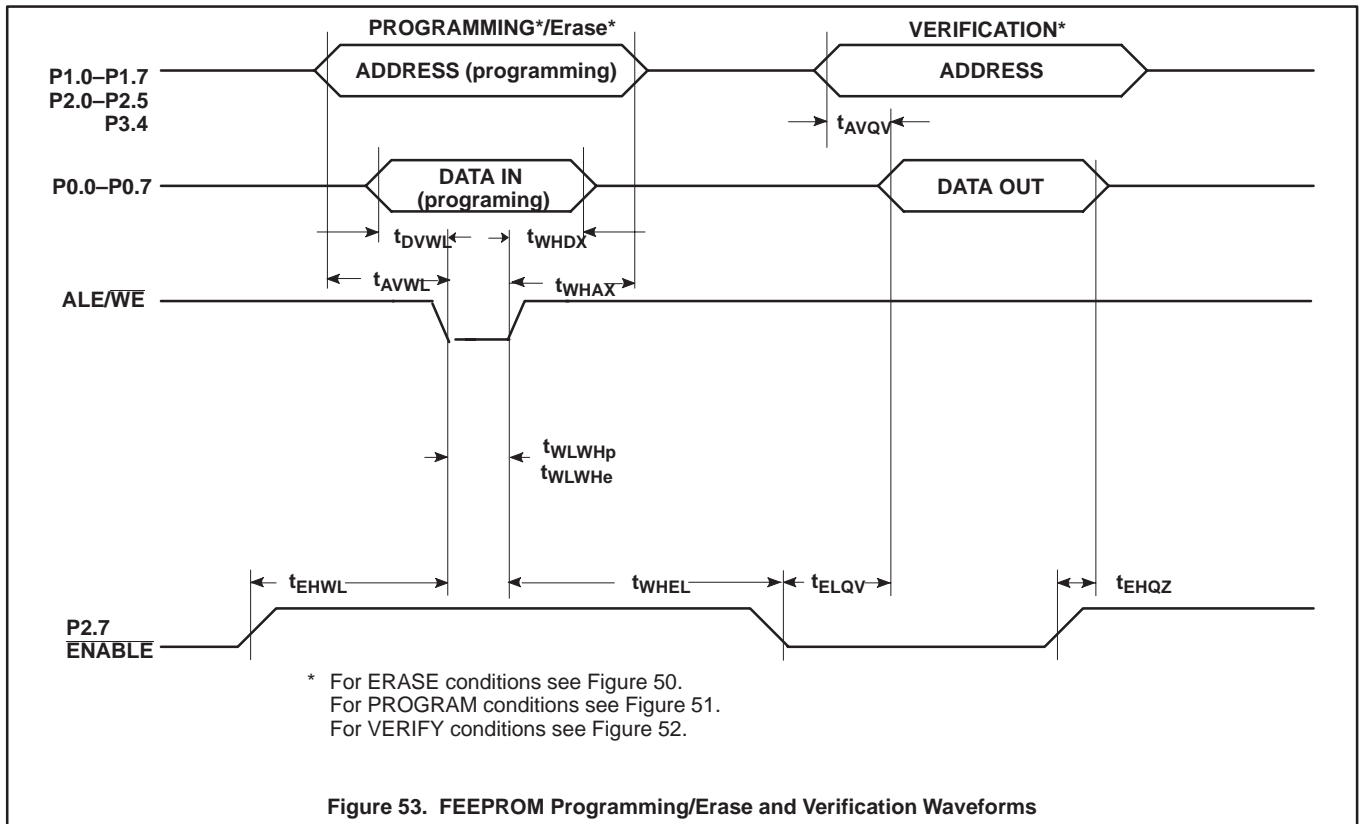 PROGRAMMING*/Erase*
VERIFICATION*
P1.0–P1.7
P2.0–P2.5
P3.4
ADDRESS (programming)
ADDRESS
tAVQV
P0.0–P0.7
DATA IN
(programing)
DATA OUT
tDVWL
tWHDX
tAVWL
tWHAX
ALE/WE
tWLWHp
tWLWHe
tEHWL
tWHEL
tELQV
tEHQZ
P2.7
ENABLE
* For ERASE conditions see Figure 50.
For PROGRAM conditions see Figure 51.
For VERIFY conditions see Figure 52.
Figure 53. FEEPROM Programming/Erase and Verification Waveforms